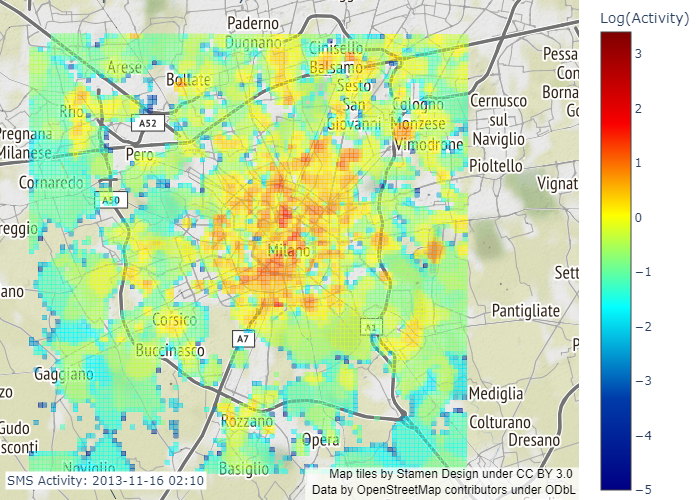 Log(Activity)
3
2
1
0
−1
−2
−3
−4
−5
Paderno
Dugnano
Cinisello
Balsamo
Pessa
Con
Borna
Go
Arese
Bollate
Sesto
San
Giovanni
Cologno
Monzese
Cernusco
sul
Naviglio
Rho
A52
Pregnana
Milanese
Pero
Vimodrone
Pioltello
Cornaredo
Vignat
A50
reggio
Milano
Sett
ano
Pantigliate
Corsico
A1
A7
Buccinasco
P
Gaggiano
zo
Mediglia
Rozzano
Colturano
Gudo
sconti
Opera
Dresano
Noviglio
Basiglio
SMS Activity: 2013-11-16 02:10
Map tiles by Stamen Design under CC BY 3.0
Data by OpenStreetMap contributors under ODbL